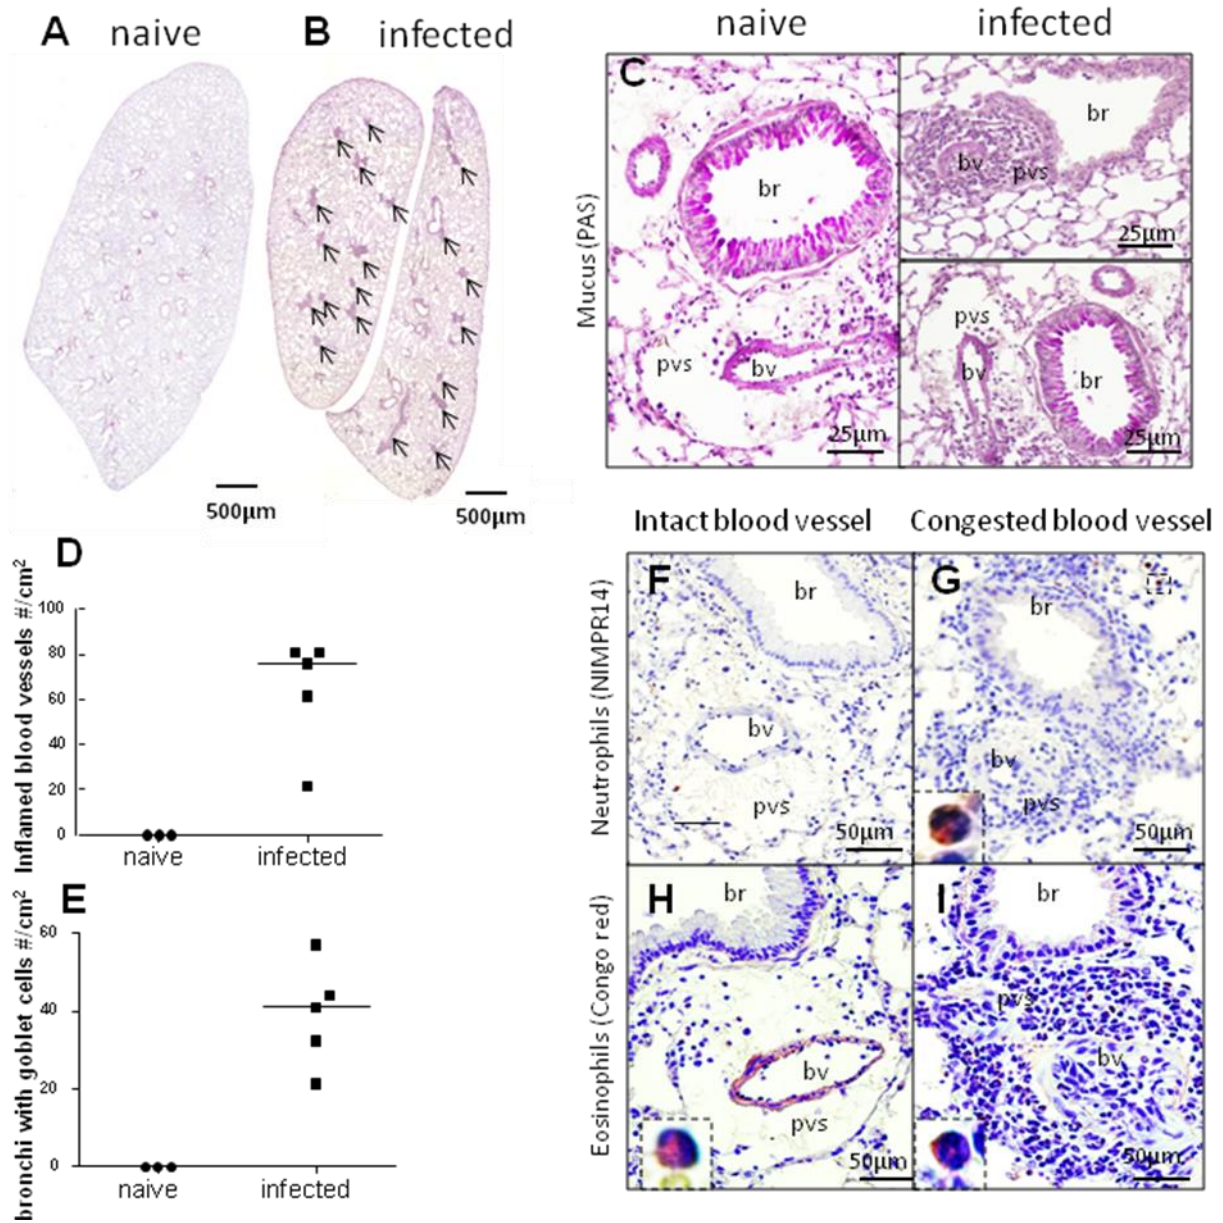 A naive
B infected
500µm
500µm
naive
infected
Mucus (PAS)
C
br
bv
pvs
25µm
br
bv
pvs
25µm
pvs
bv
br
25µm
D
Inflamed blood vessels #/cm2
100
80
60
40
20
0
naive
infected
E
bronchi with goblet cells #/cm2
60
40
20
0
naive
infected
Intact blood vessel
Congested blood vessel
Neutrophils (NIMPR14)
F
br
bv
pvs
50µm
G
br
bv
pvs
50µm
Eosinophils (Congo red)
H
br
bv
pvs
50µm
I
br
pvs
bv
50µm